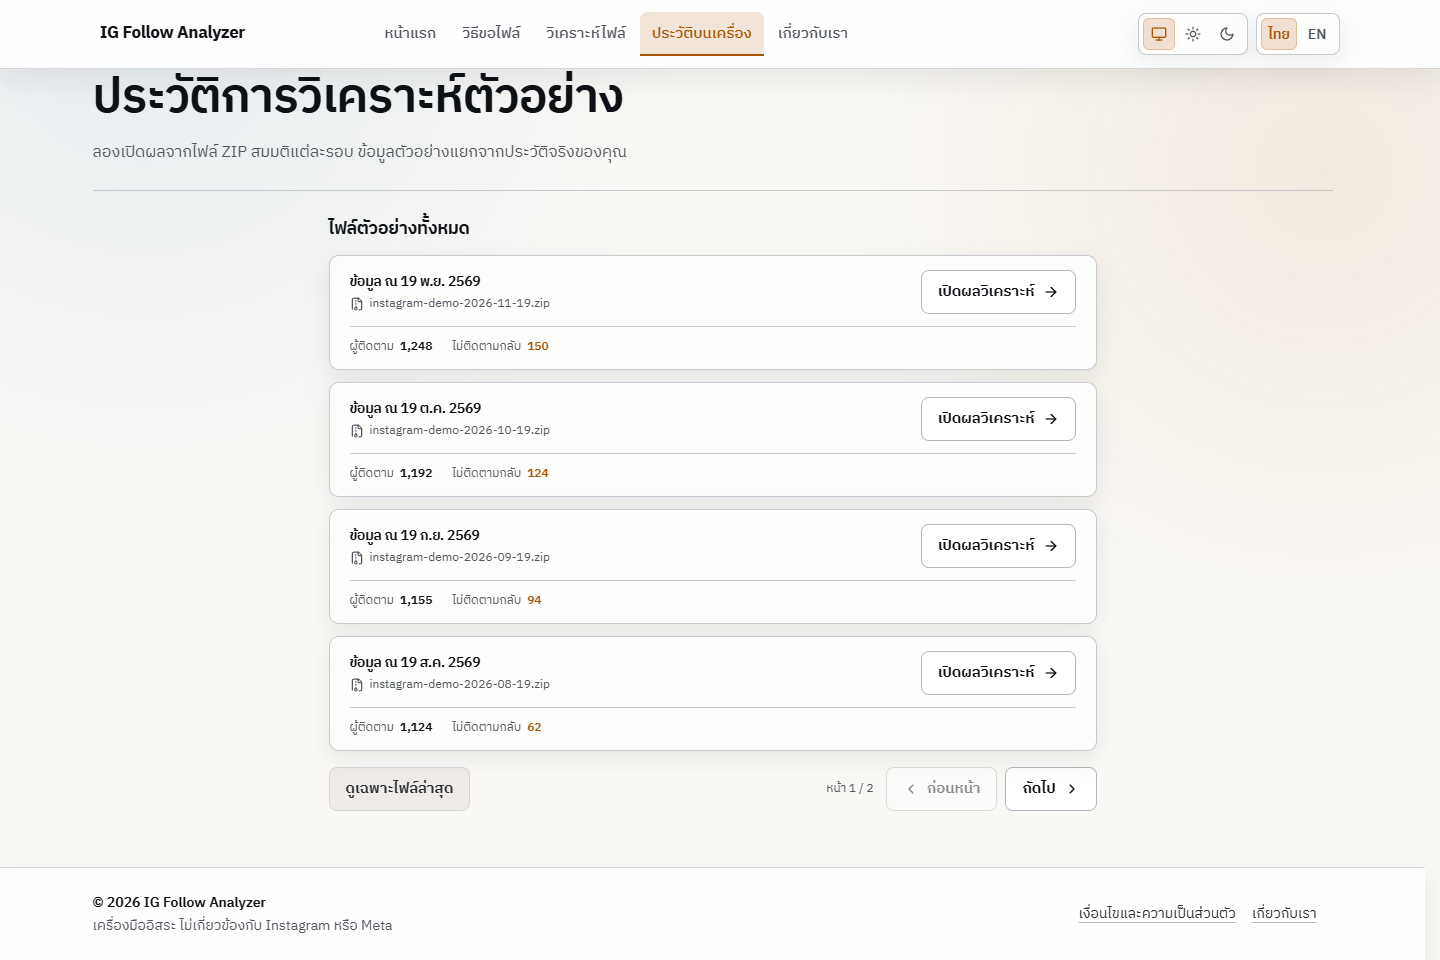 IG Follow Analyzer
หน้าแรก
วิธีขอไฟล์
วิเคราะห์ไฟล์
ประวัติบนเครื่อง
เกี่ยวกับเรา
ไทย
EN
ประวัติการวิเคราะห์ตัวอย่าง
ลองเปิดผลจากไฟล์ ZIP สมมติแต่ละรอบ ข้อมูลตัวอย่างแยกจากประวัติจริงของคุณ
ไฟล์ตัวอย่างทั้งหมด
ข้อมูล ณ 19 พ.ย. 2569
instagram-demo-2026-11-19.zip
เปิดผลวิเคราะห์
ผู้ติดตาม 1,248 ไม่ติดตามกลับ 150
ข้อมูล ณ 19 ต.ค. 2569
instagram-demo-2026-10-19.zip
เปิดผลวิเคราะห์
ผู้ติดตาม 1,192 ไม่ติดตามกลับ 124
ข้อมูล ณ 19 ก.ย. 2569
instagram-demo-2026-09-19.zip
เปิดผลวิเคราะห์
ผู้ติดตาม 1,155 ไม่ติดตามกลับ 94
ข้อมูล ณ 19 ส.ค. 2569
instagram-demo-2026-08-19.zip
เปิดผลวิเคราะห์
ผู้ติดตาม 1,124 ไม่ติดตามกลับ 62
ดูเฉพาะไฟล์ล่าสุด
หน้า 1 / 2
ก่อนหน้า
ถัดไป
© 2026 IG Follow Analyzer
เครื่องมืออิสระ ไม่เกี่ยวข้องกับ Instagram หรือ Meta
เงื่อนไขและความเป็นส่วนตัว
เกี่ยวกับเรา